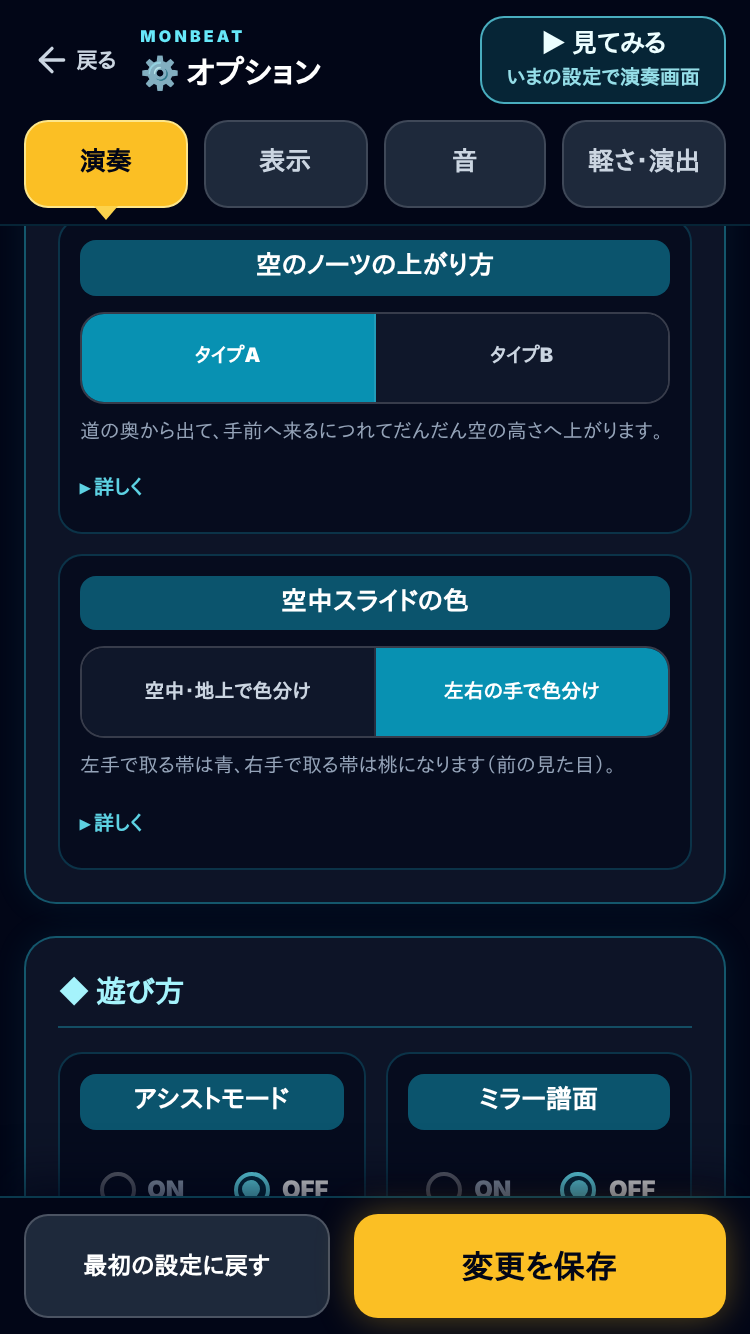 MONBEAT
← 戻る
⚙️ オプション
▶ 見てみる
いまの設定で演奏画面
演奏
表示
音
軽さ・演出
空のノーツの上がり方
タイプA
タイプB
道の奥から出て、手前へ来るにつれてだんだん空の高さへ上がります。
▸詳しく
空中スライドの色
空中・地上で色分け
左右の手で色分け
左手で取る帯は青、右手で取る帯は桃になります（前の見た目）。
▸詳しく
◆ 遊び方
アシストモード
ミラー譜面
ON
OFF
ON
OFF
最初の設定に戻す
変更を保存